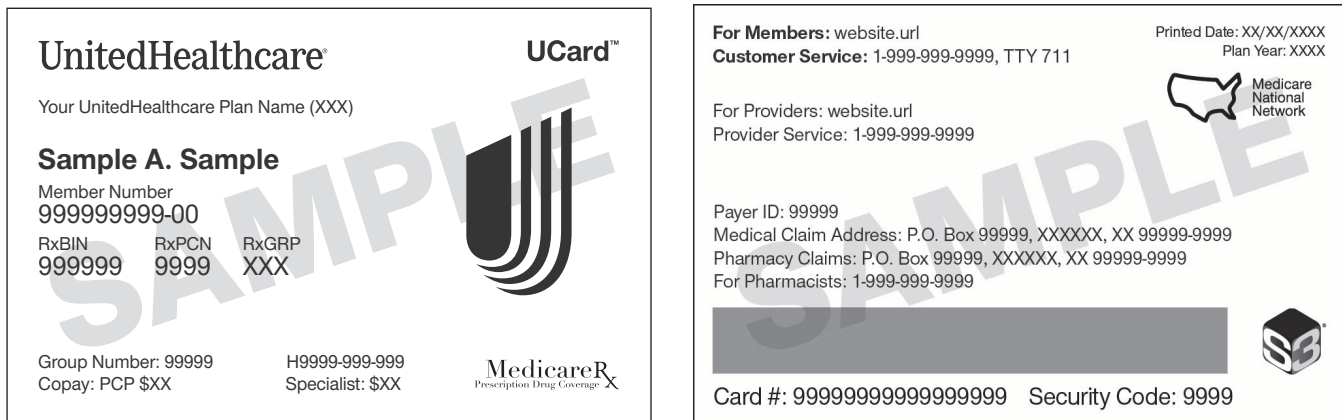 UnitedHealthcare®
UCard™
Your UnitedHealthcare Plan Name (XXX)
Sample A. Sample
Member Number
999999999-00
RxBIN RxPCN RxGRP
999999 9999 XXX
Group Number: 99999 H9999-999-999
Copay: PCP $XX Specialist: $XX
MedicareRx
Prescription Drug Coverage
SAMPLE
For Members: website.url
Customer Service: 1-999-999-9999, TTY 711
Printed Date: XX/XX/XXXX
Plan Year: XXXX
Medicare
National
Network
For Providers: website.url
Provider Service: 1-999-999-9999
Payer ID: 99999
Medical Claim Address: P.O. Box 99999, XXXXXX, XX 99999-9999
Pharmacy Claims: P.O. Box 99999, XXXXXX, XX 99999-9999
For Pharmacists: 1-999-999-9999
S3®
Card #: 99999999999999999 Security Code: 9999
SAMPLE